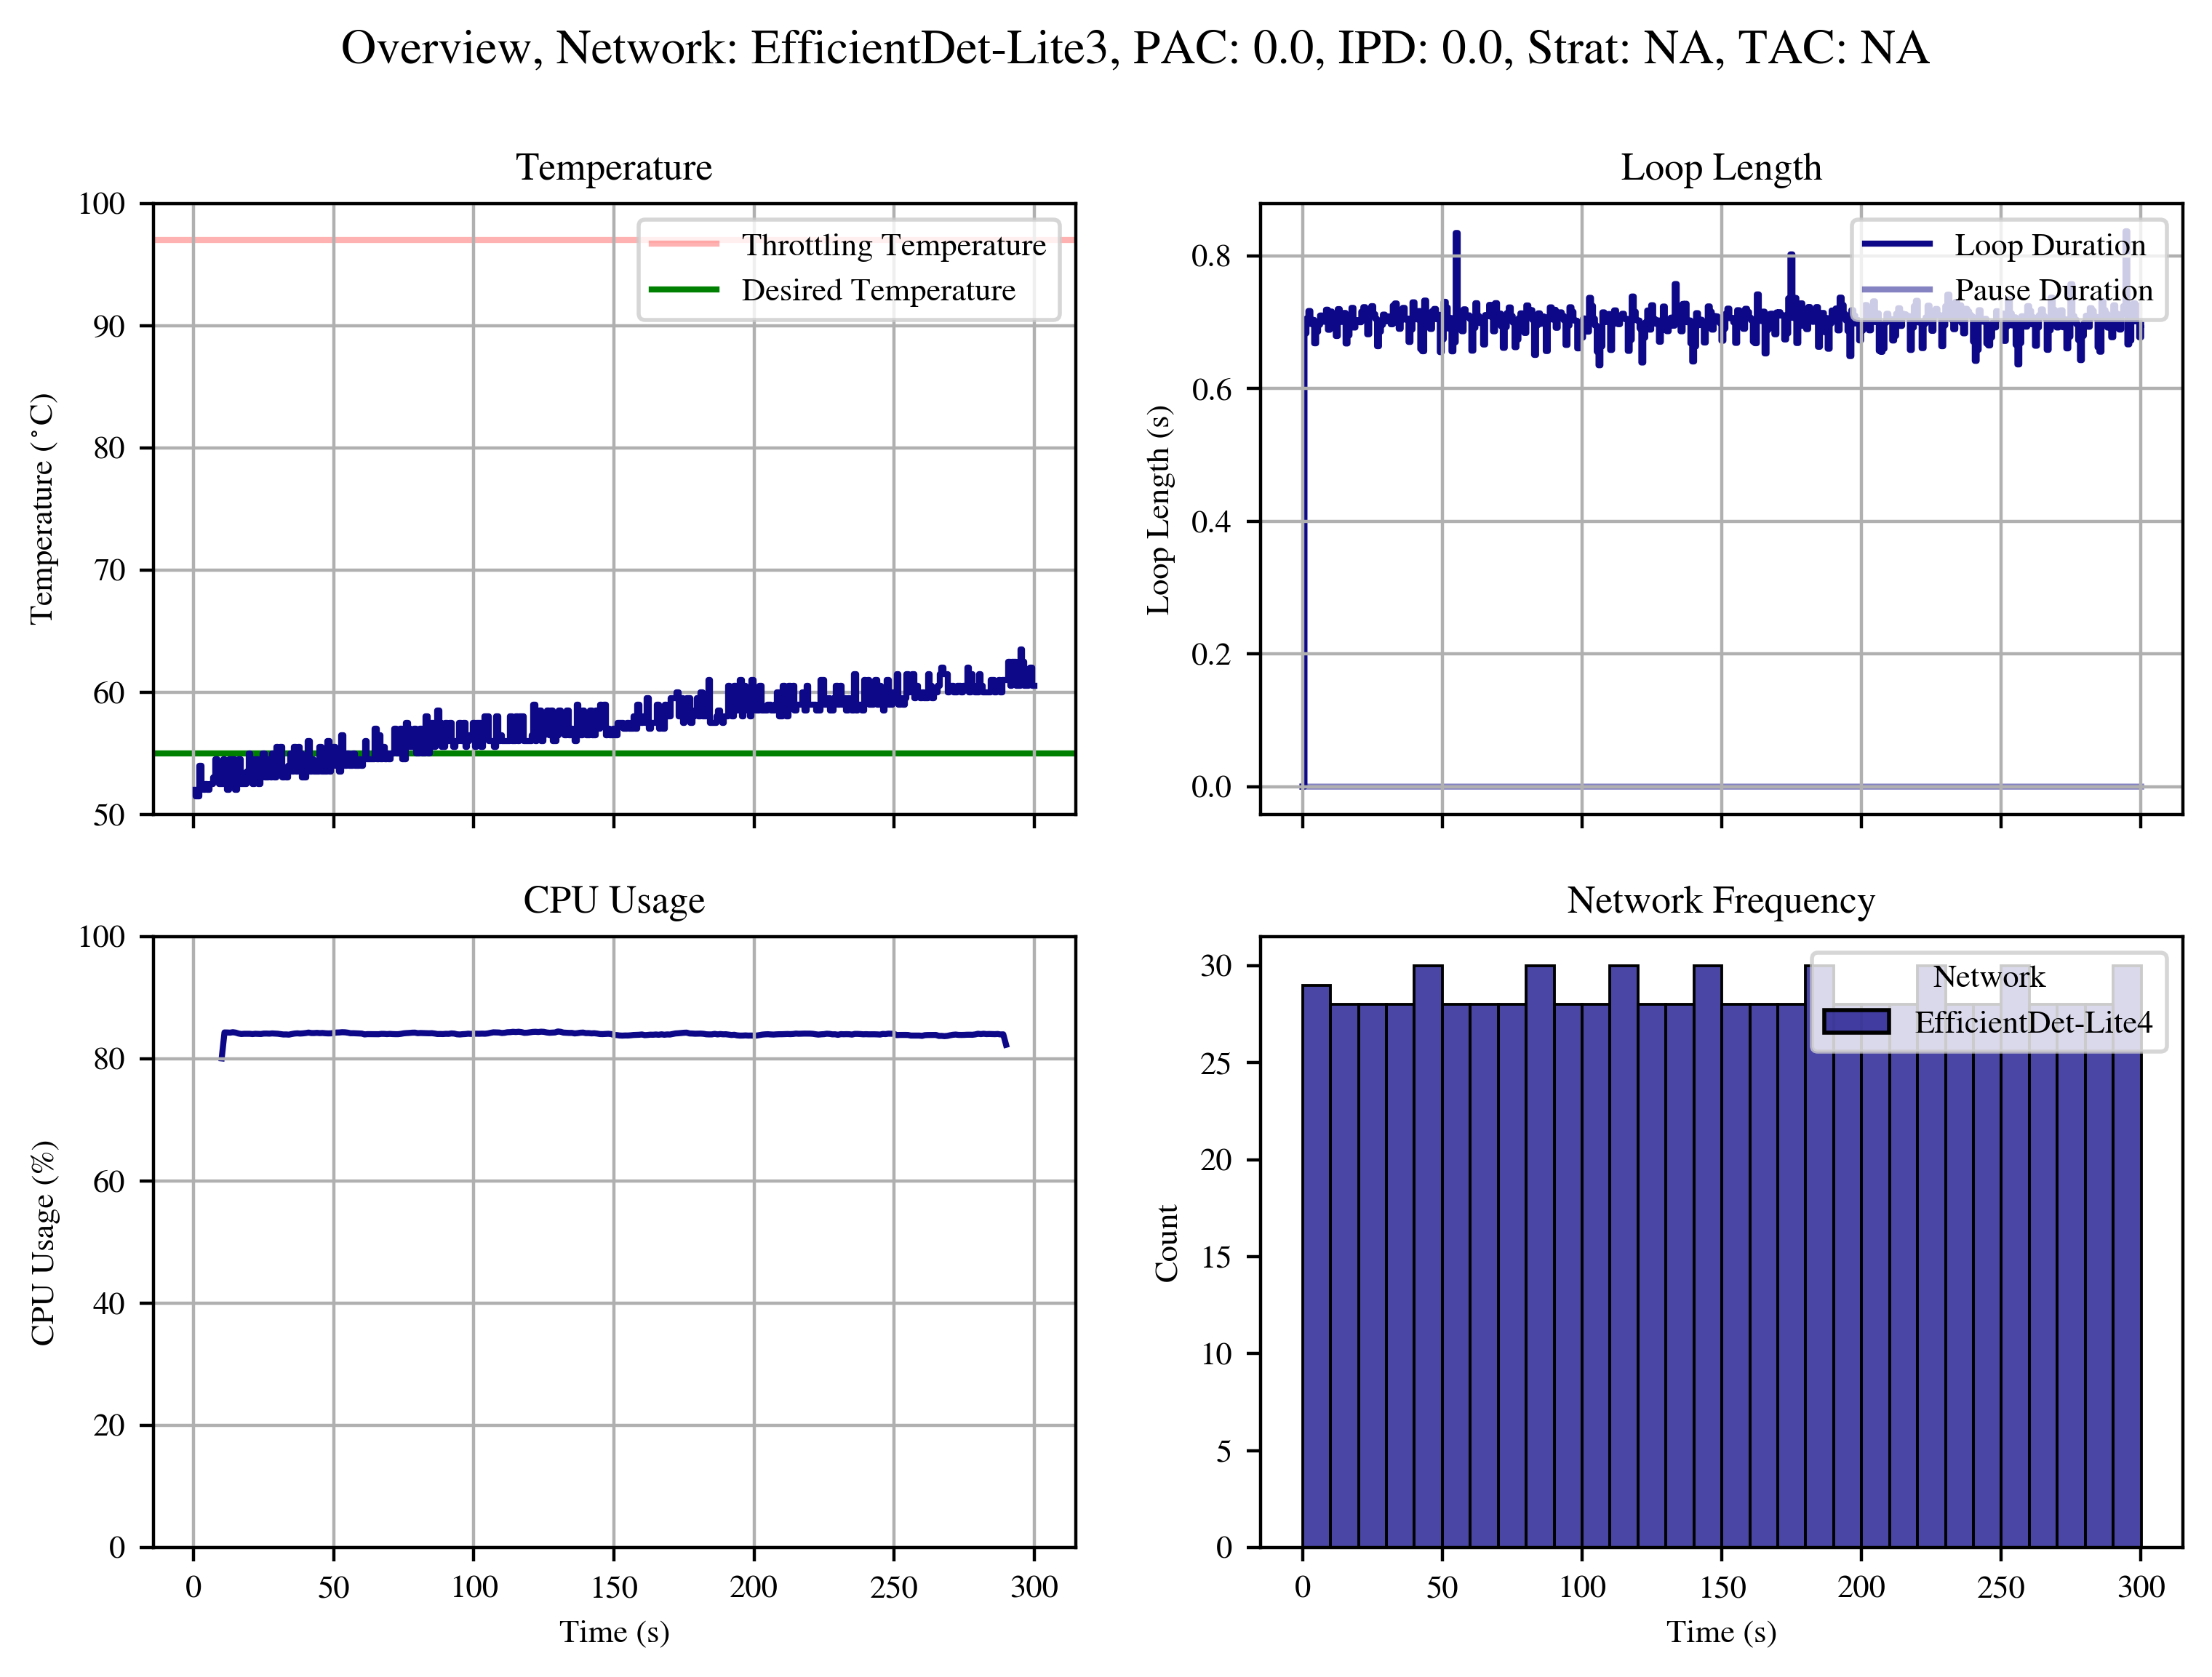 Overview, Network: EfficientDet-Lite3, PAC: 0.0, IPD: 0.0, Strat: NA, TAC: NA
Temperature
100
90
80
70
60
50
Temperature (°C)
Throttling Temperature
Desired Temperature
Loop Length
0.8
0.6
0.4
0.2
0.0
Loop Length (s)
Loop Duration
Pause Duration
CPU Usage
100
80
60
40
20
0
CPU Usage (%)
0 50 100 150 200 250 300
Time (s)
Network Frequency
30
25
20
15
10
5
0
Count
Network
EfficientDet-Lite4
0 50 100 150 200 250 300
Time (s)